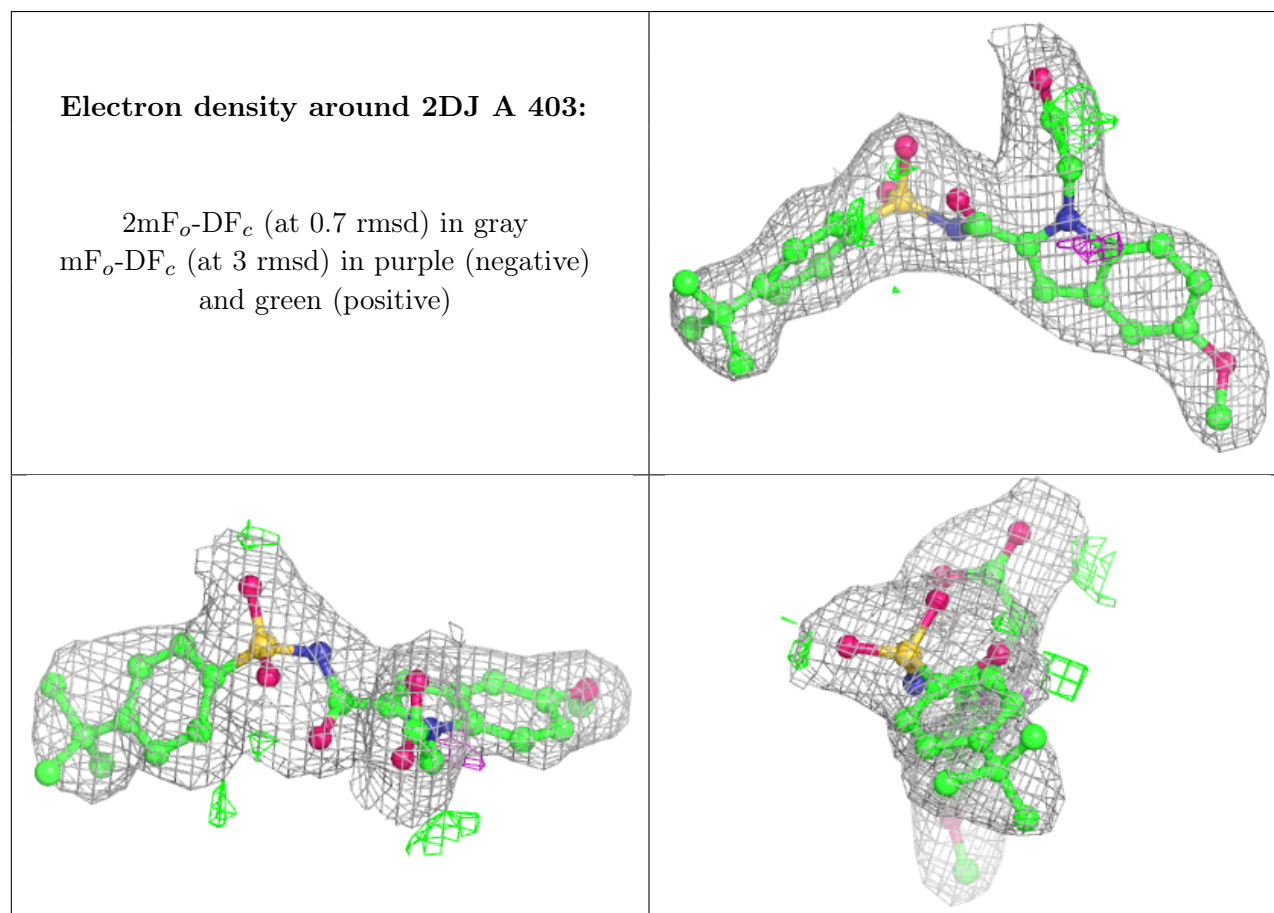 Electron density around 2DJ A 403:
2mFo-DFc (at 0.7 rmsd) in gray
mFo-DFc (at 3 rmsd) in purple (negative)
and green (positive)